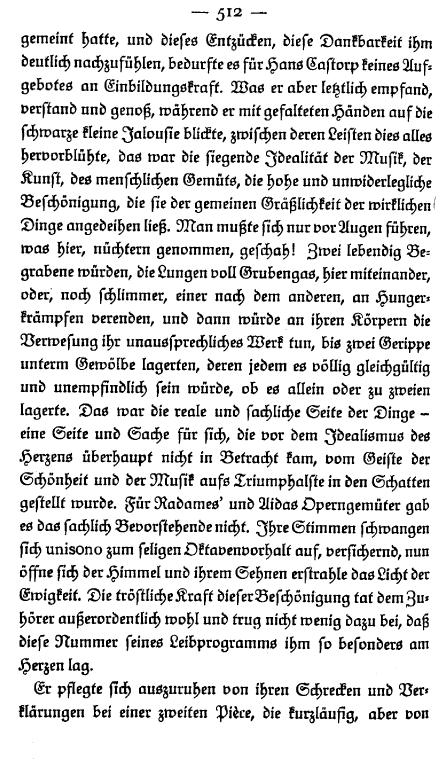 — 512 —
gemeint hatte, und dieses Entzücken, diese Dankbarkeit ihm
deutlich nachzufühlen, bedurfte es für Hans Castorp keines Auf-
gebotes an Einbildungskraft. Was er aber letztlich empfand,
verstand und genoß, während er mit gefalteten Händen auf die
schwarze kleine Jalousie blickte, zwischen deren Leisten dies alles
hervorblühte, das war die siegende Idealität der Musik, der
Kunst, des menschlichen Gemüts, die hohe und unwiderlegliche
Beschönigung, die sie der gemeinen Gräßlichkeit der wirklichen
Dinge angedeihen ließ. Man mußte sich nur vor Augen führen,
was hier, nüchtern genommen, geschah! Zwei lebendig Be-
grabene würden, die Lungen voll Grubengas, hier miteinander,
oder, noch schlimmer, einer nach dem anderen, an Hunger-
krämpfen verenden, und dann würde an ihren Körpern die
Verwesung ihr unaussprechliches Werk tun, bis zwei Gerippe
unterm Gewölbe lagerten, deren jedem es völlig gleichgültig
und unempfindlich sein würde, ob es allein oder zu zweien
lagerte. Das war die reale und sachliche Seite der Dinge –
eine Seite und Sache für sich, die vor dem Idealismus des
Herzens überhaupt nicht in Betracht kam, vom Geiste der
Schönheit und der Musik aufs Triumphalste in den Schatten
gestellt wurde. Für Radames' und Aidas Operngemüter gab
es das sachlich Bevorstehende nicht. Ihre Stimmen schwangen
sich unisono zum seligen Oktavenvorhalt auf, versichernd, nun
öffne sich der Himmel und ihrem Sehnen erstrahle das Licht der
Ewigkeit. Die tröstliche Kraft dieser Beschönigung tat dem Zu-
hörer außerordentlich wohl und trug nicht wenig dazu bei, daß
diese Nummer seines Leibprogramms ihm so besonders am
Herzen lag.
Er pflegte sich auszuruhen von ihren Schrecken und Ver-
klärungen bei einer zweiten Pièce, die kurzläufig, aber von